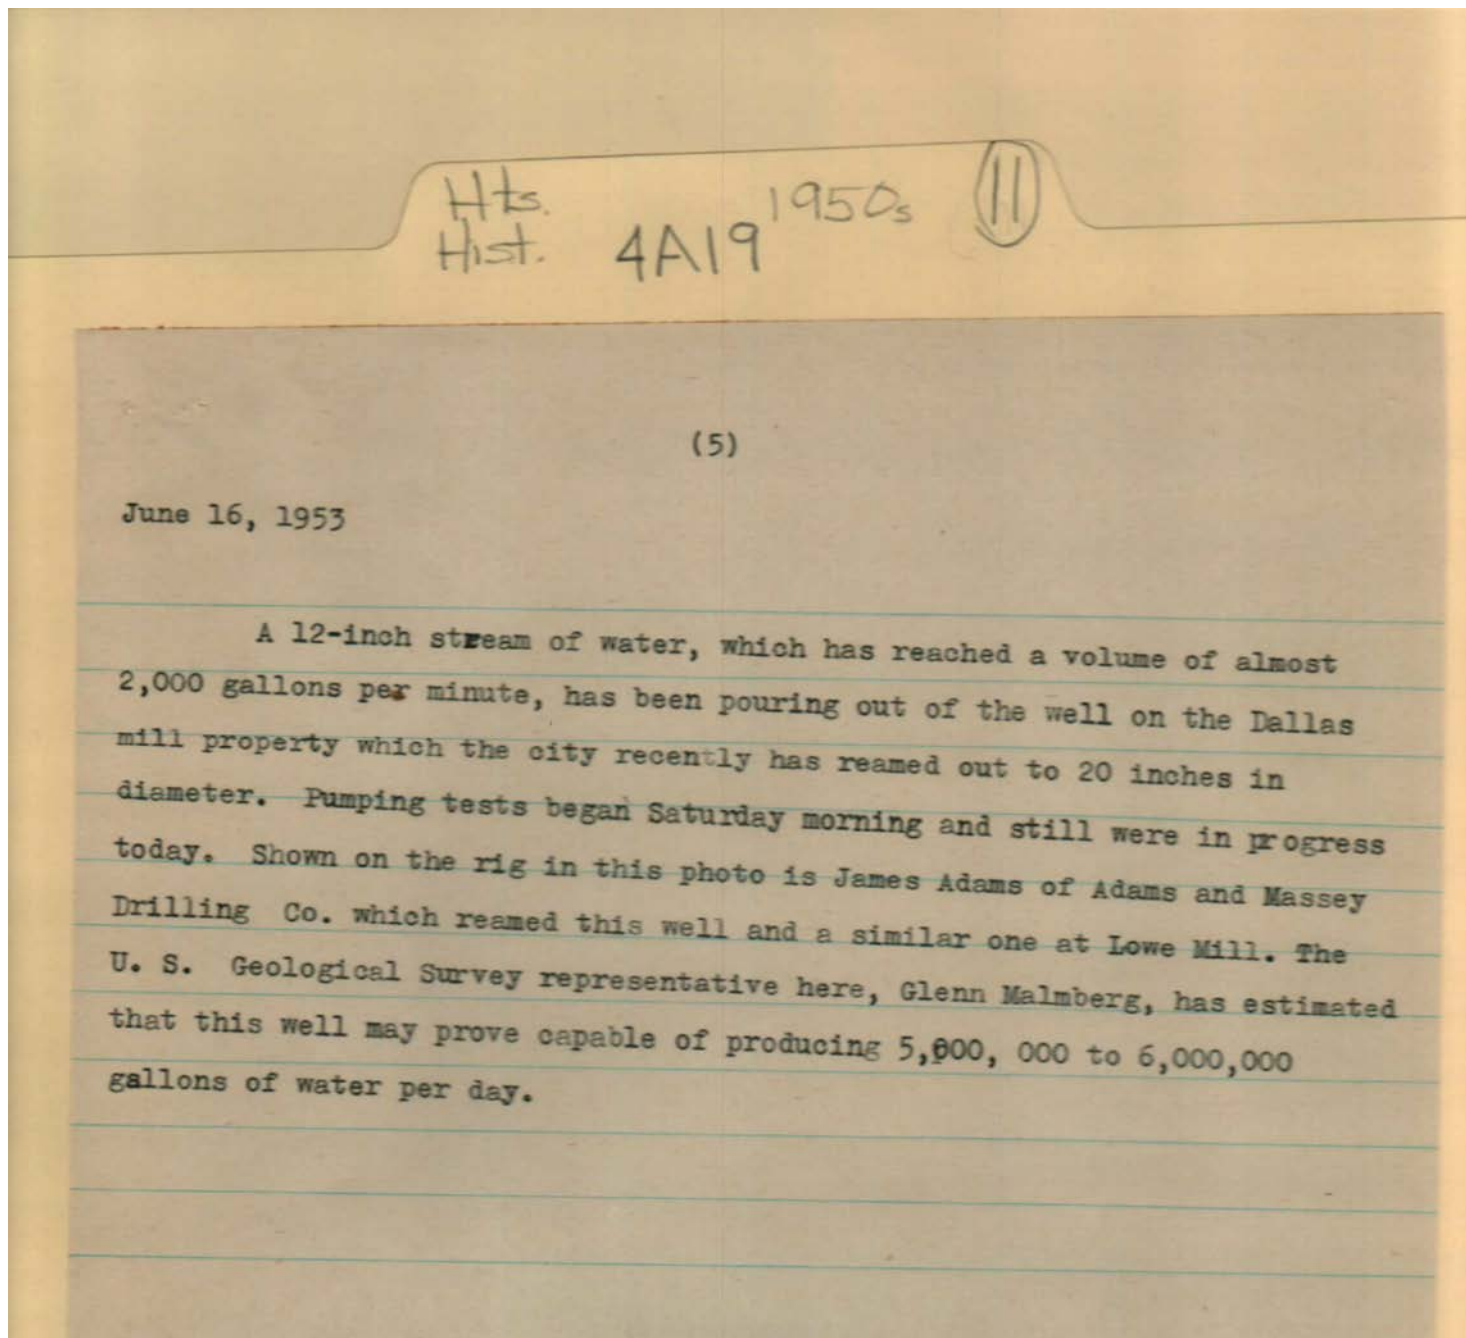 Hts. 1950s 11
Hist. 4A19
(5)
June 16, 1953
A 12-inch stream of water, which has reached a volume of almost
2,000 gallons per minute, has been pouring out of the well on the Dallas
mill property which the city recently has reamed out to 20 inches in
diameter. Pumping tests began Saturday morning and still were in progress
today. Shown on the rig in this photo is James Adams of Adams and Massey
Drilling Co. which reamed this well and a similar one at Lowe Mill. The
U. S. Geological Survey representative here, Glenn Malmberg, has estimated
that this well may prove capable of producing 5,000, 000 to 6,000,000
gallons of water per day.